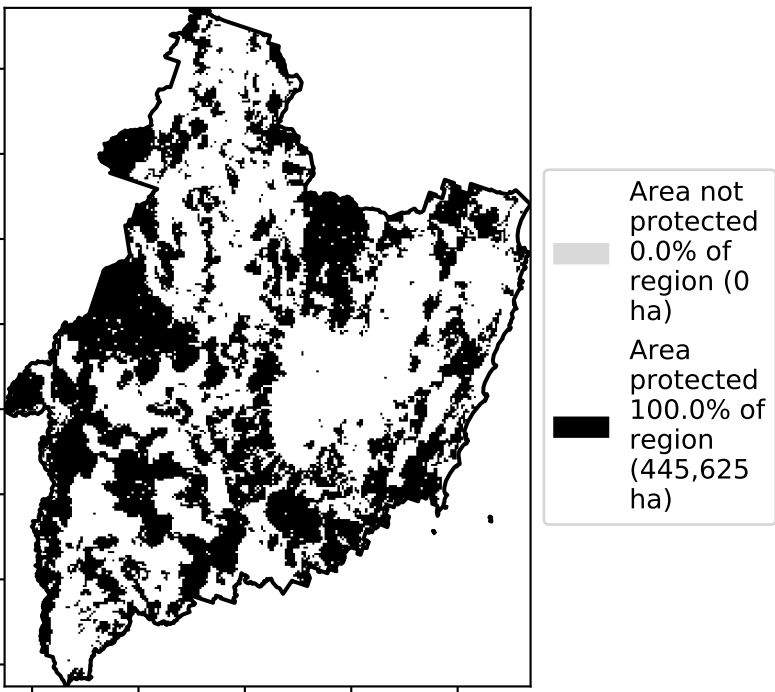 Area not
protected
0.0% of
region (0
ha)
Area
protected
100.0% of
region
(445,625
ha)